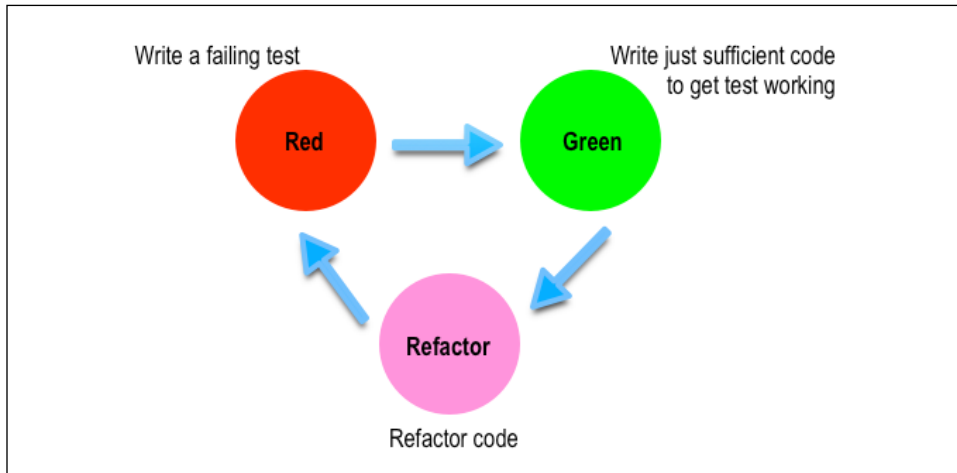 Write a failing test
Write just sufficient code
to get test working
Red
Green
Refactor
Refactor code